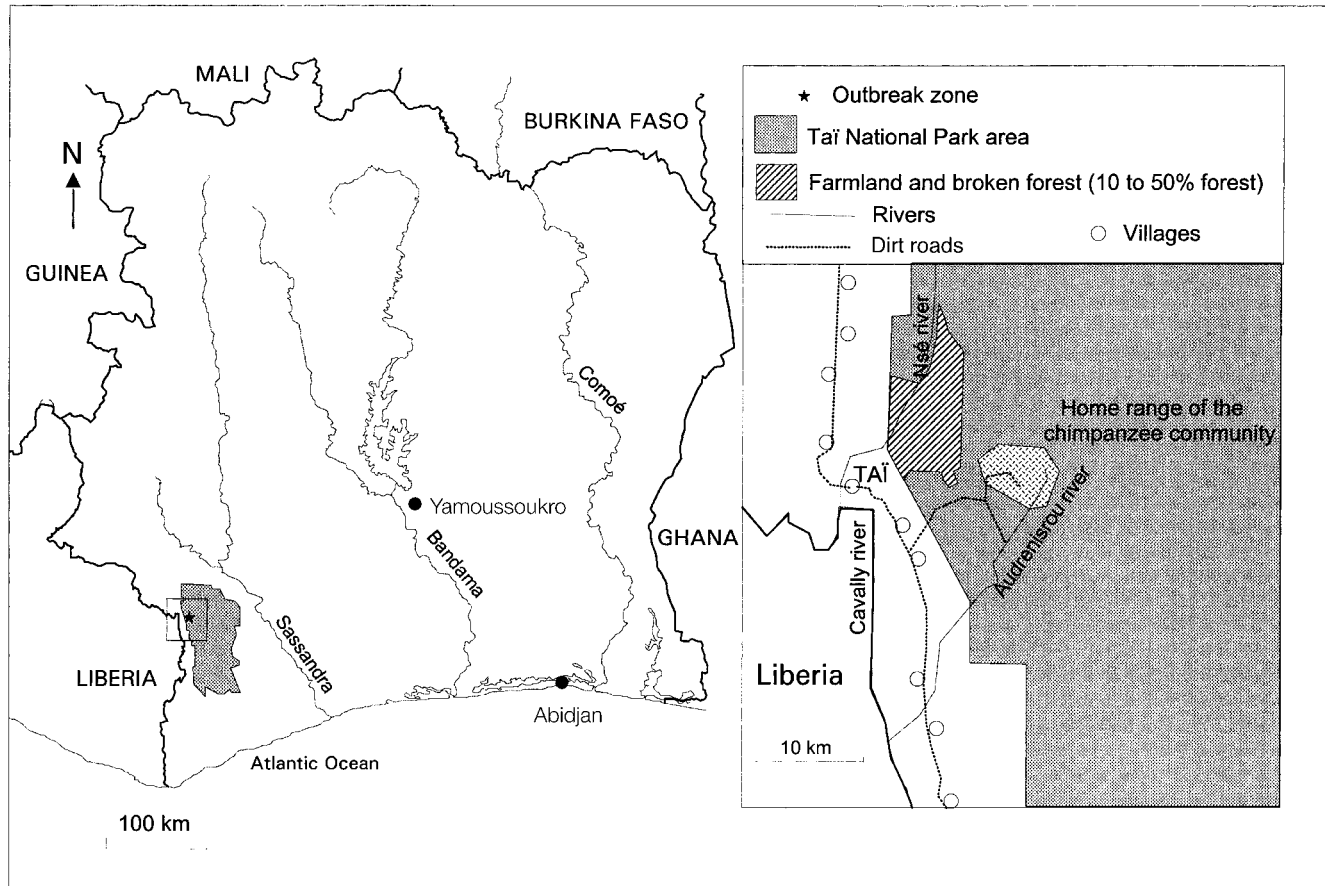 MALI
BURKINA FASO
N
GUINEA
Comoé
Yamoussoukro
GHANA
Bandama
Sassandra
LIBERIA
Abidjan
Atlantic Ocean
100 km
Outbreak zone
Taï National Park area
Farmland and broken forest (10 to 50% forest)
Rivers
Dirt roads
Villages
Nsé river
Home range of the
chimpanzee community
TAÏ
Audrenisrou river
Cavally river
Liberia
10 km